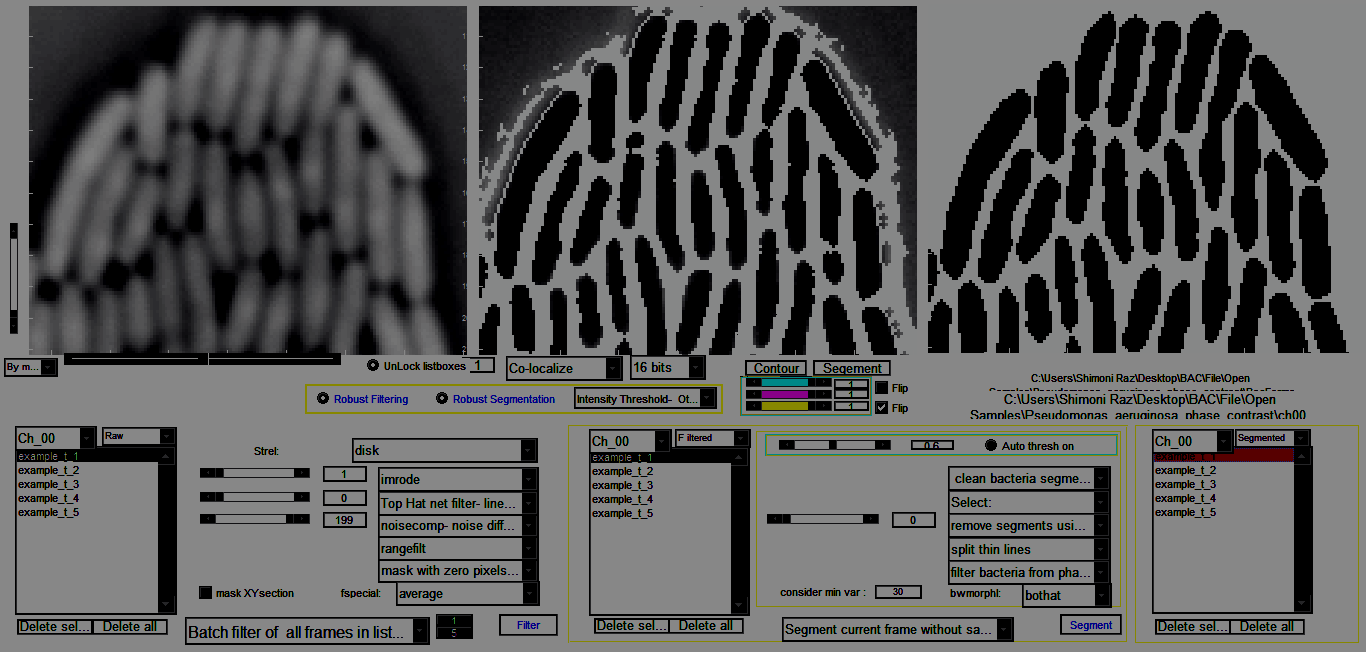 By m...
UnLock listboxes
1
Co-localize
16 bits
Contour
Segement
1
1
1
Flip
Flip
C:\Users\Shimoni Raz\Desktop\BAC\File\Open
C:\Users\Shimoni Raz\Desktop\BAC\File\Open
Samples\Pseudomonas_aeruginosa_phase_contrast\ch00
Robust Filtering
Robust Segmentation
Intensity Threshold- Ot...
Ch_00
Raw
example_t_1
example_t_2
example_t_3
example_t_4
example_t_5
Delete sel...
Delete all
Strel:
disk
1
0
199
imrode
Top Hat net filter- line...
noisecomp- noise diff...
rangefilt
mask with zero pixels...
mask XYsection
fspecial:
average
Batch filter of all frames in list...
1
5
Filter
Ch_00
Filtered
example_t_1
example_t_2
example_t_3
example_t_4
example_t_5
Delete sel...
Delete all
0.6
Auto thresh on
clean bacteria segme...
Select:
0
remove segments usi...
split thin lines
filter bacteria from pha...
consider min var :
30
bwmorphl:
bothat
Segment current frame without sa...
Segment
Ch_00
Segmented
example_t_2
example_t_3
example_t_4
example_t_5
Delete sel...
Delete all